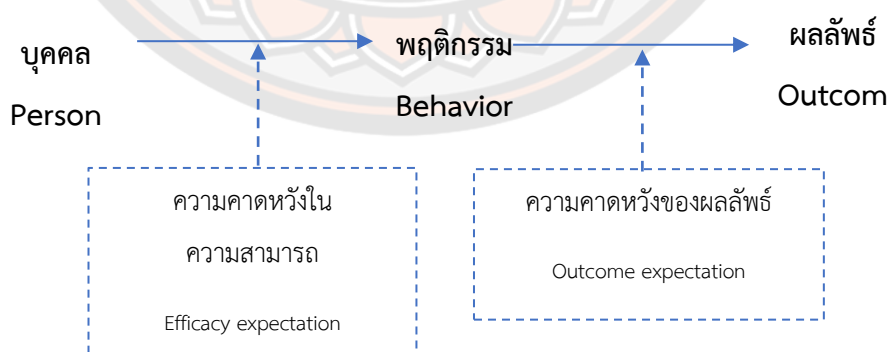 บุคคล
Person
พฤติกรรม
Behavior
ผลลัพธ์
Outcom
ความคาดหวังใน
ความสามารถ
Efficacy expectation
ความคาดหวังของผลลัพธ์
Outcome expectation